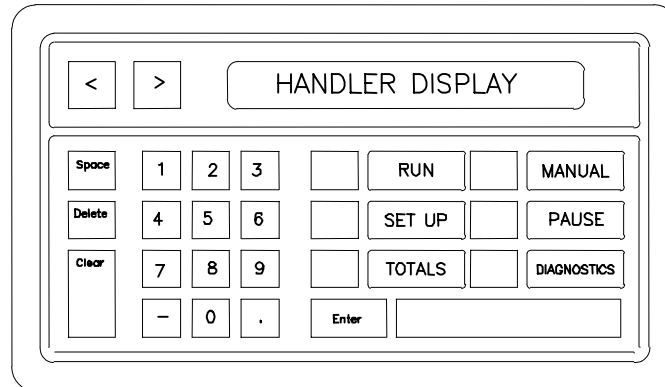 < > HANDLER DISPLAY
Space 1 2 3 RUN MANUAL
Delete 4 5 6 SET UP PAUSE
Clear 7 8 9 TOTALS DIAGNOSTICS
- 0 . Enter